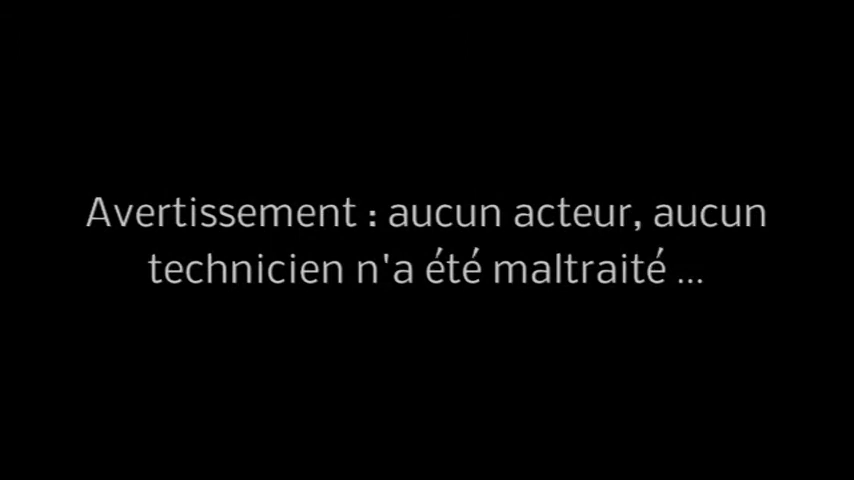 Avertissement : aucun acteur, aucun
technicien n'a été maltraité ...